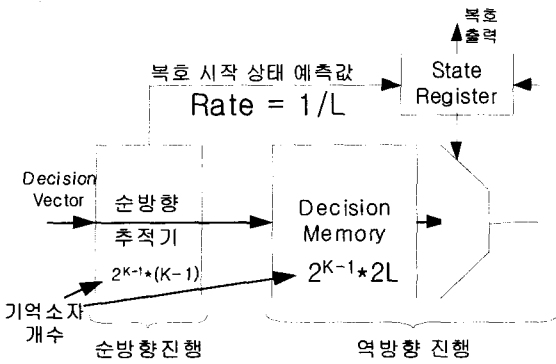 복호
출력
복호 시작 상태 예측값
Rate = 1/L
State
Register
Decision
Vector
순방향
추적기
2^{K-1}*(K-1)
Decision
Memory
2^{K-1}*2L
기억소자
개수
순방향진행
역방향 진행